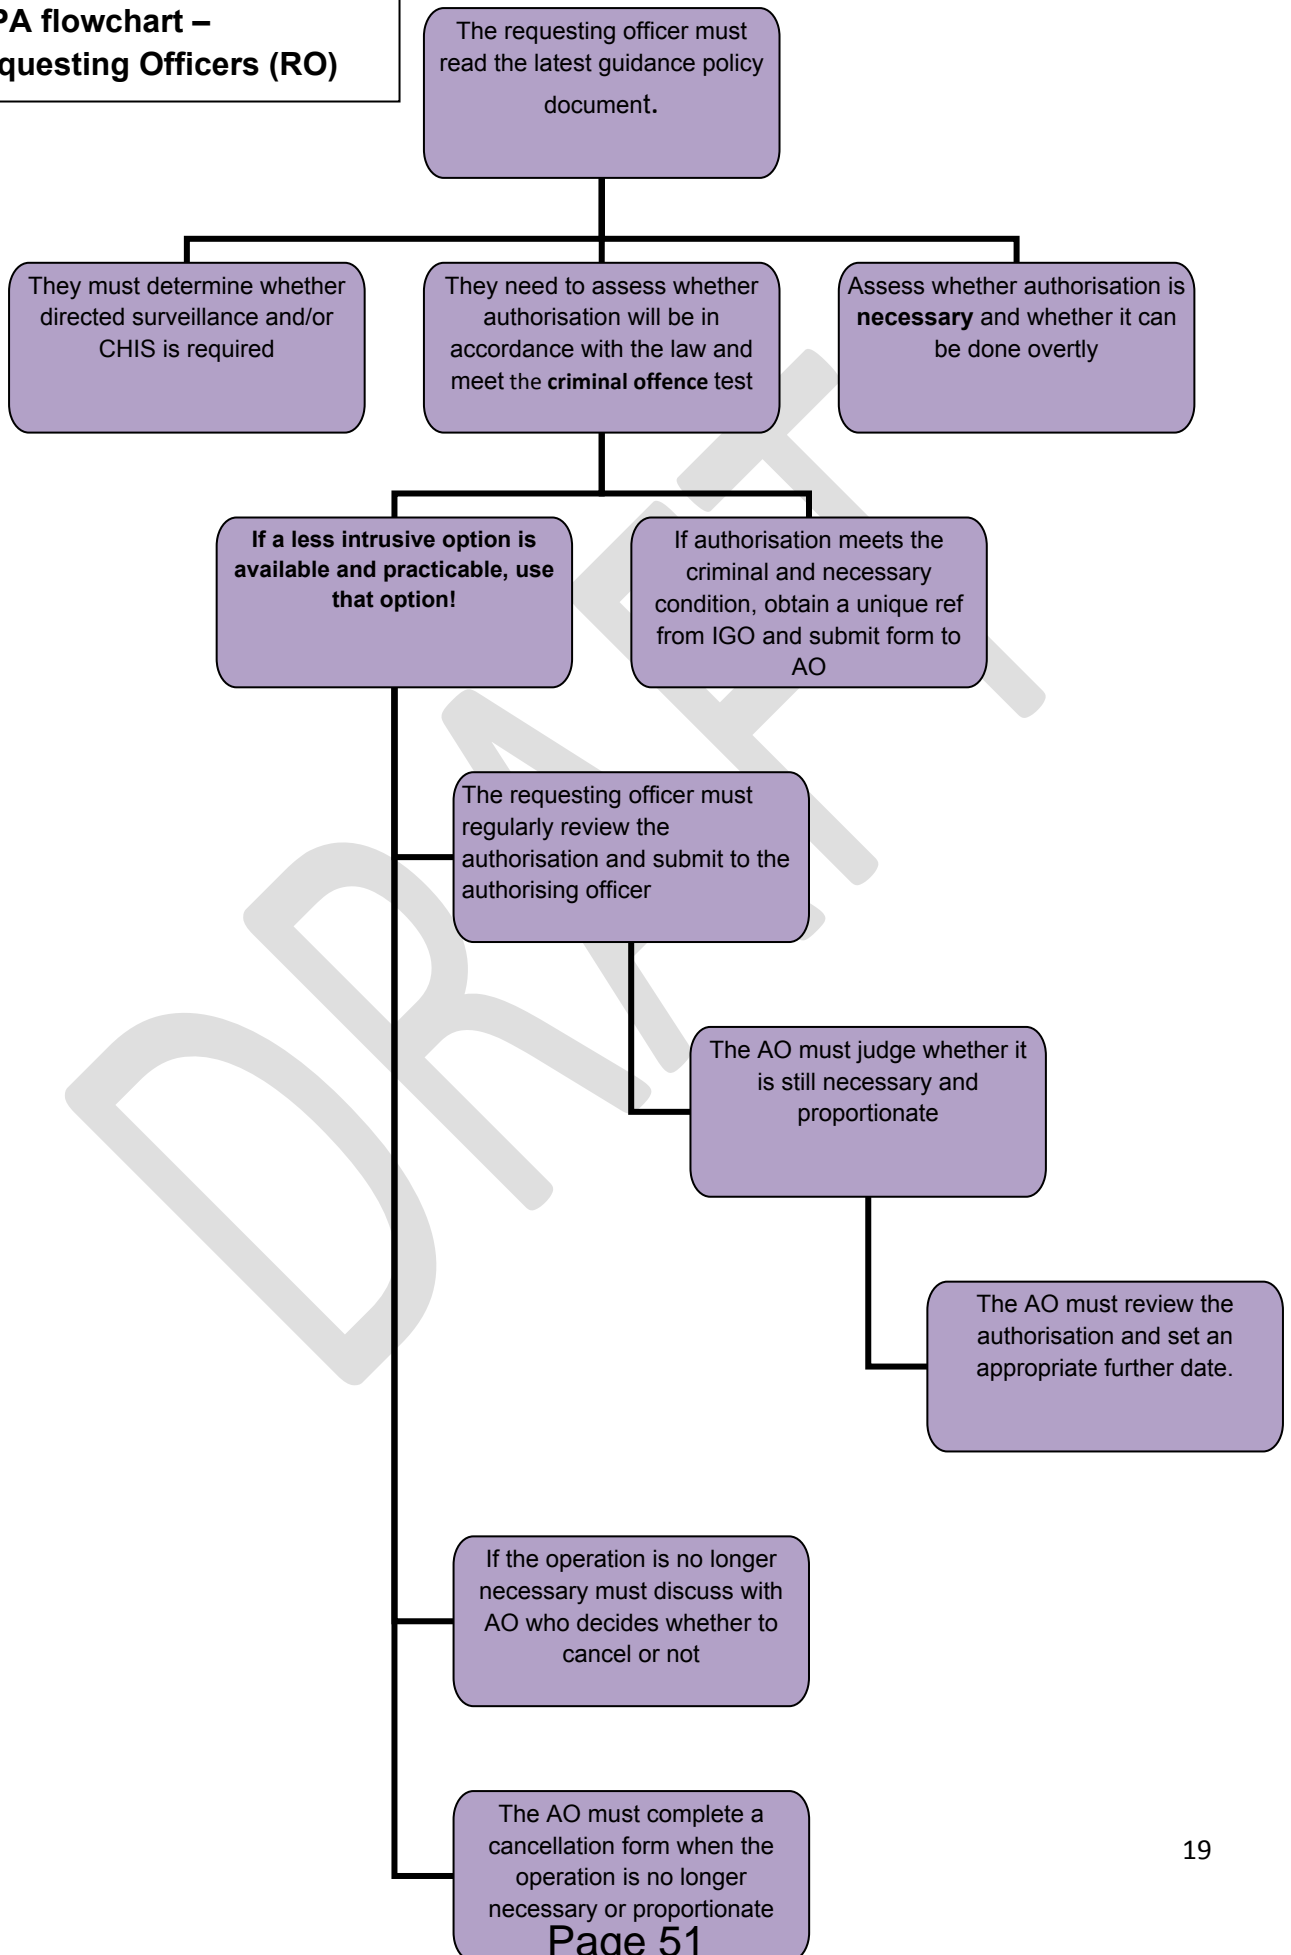 PA flowchart –
questing Officers (RO)
The requesting officer must
read the latest guidance policy
document.
They must determine whether
directed surveillance and/or
CHIS is required
They need to assess whether
authorisation will be in
accordance with the law and
meet the criminal offence test
Assess whether authorisation is
necessary and whether it can
be done overtly
If a less intrusive option is
available and practicable, use
that option!
If authorisation meets the
criminal and necessary
condition, obtain a unique ref
from IGO and submit form to
AO
The requesting officer must
regularly review the
authorisation and submit to the
authorising officer
The AO must judge whether it
is still necessary and
proportionate
The AO must review the
authorisation and set an
appropriate further date.
If the operation is no longer
necessary must discuss with
AO who decides whether to
cancel or not
The AO must complete a
cancellation form when the
operation is no longer
necessary or proportionate
19
Page 51
DRAFT